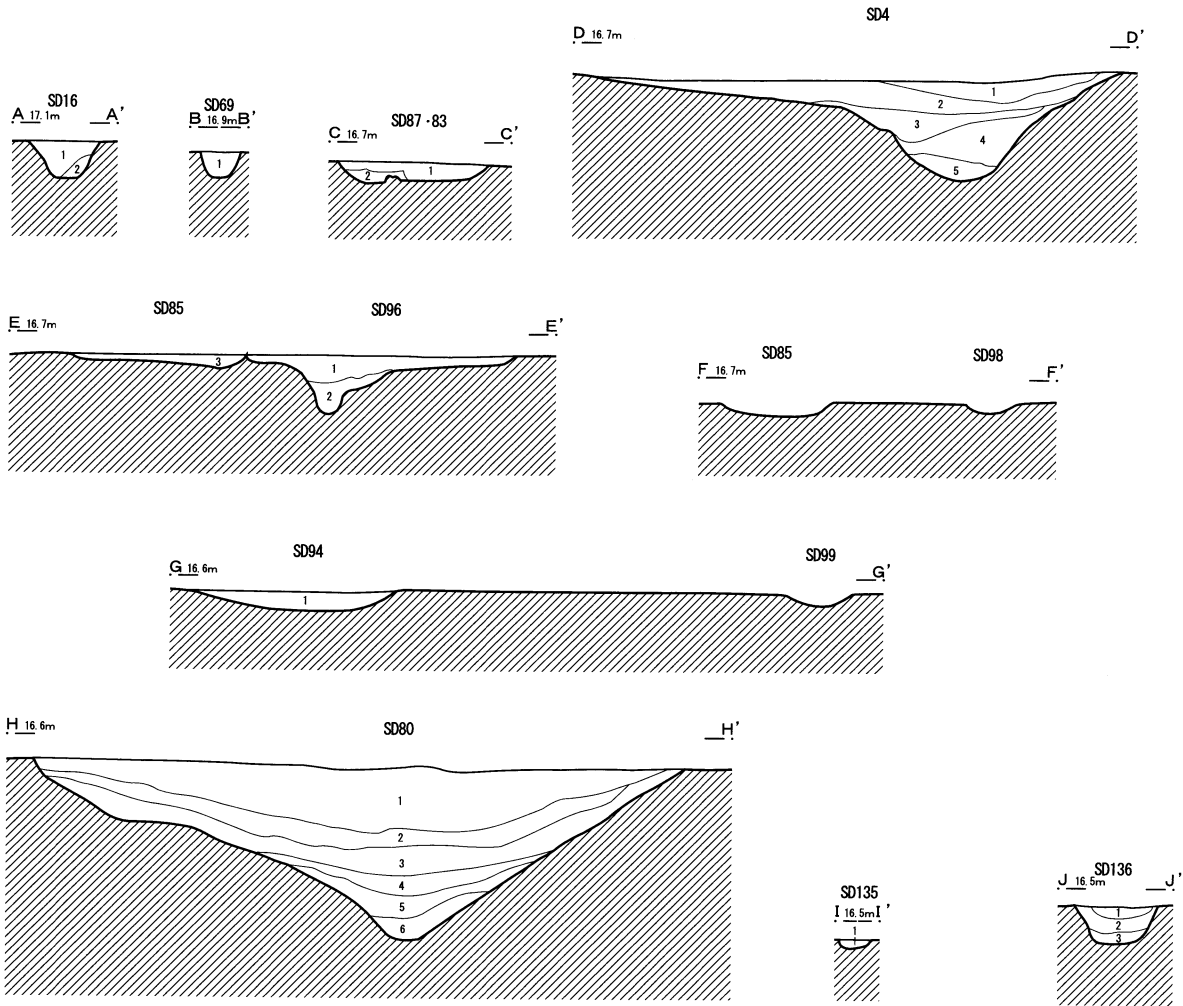 SD16
A 17.1m A'
1
2
SD69
B 16.9m B'
1
SD87・83
C 16.7m C'
1
2
SD4
D 16.7m D'
1
2
3
4
5
SD85 SD96
E 16.7m E'
3
1
2
SD85 SD98
F 16.7m F'
SD94 SD99
G 16.6m G'
1
SD80
H 16.6m H'
1
2
3
4
5
6
SD135
I 16.5m I'
1
SD136
J 16.5m J'
1
2
3